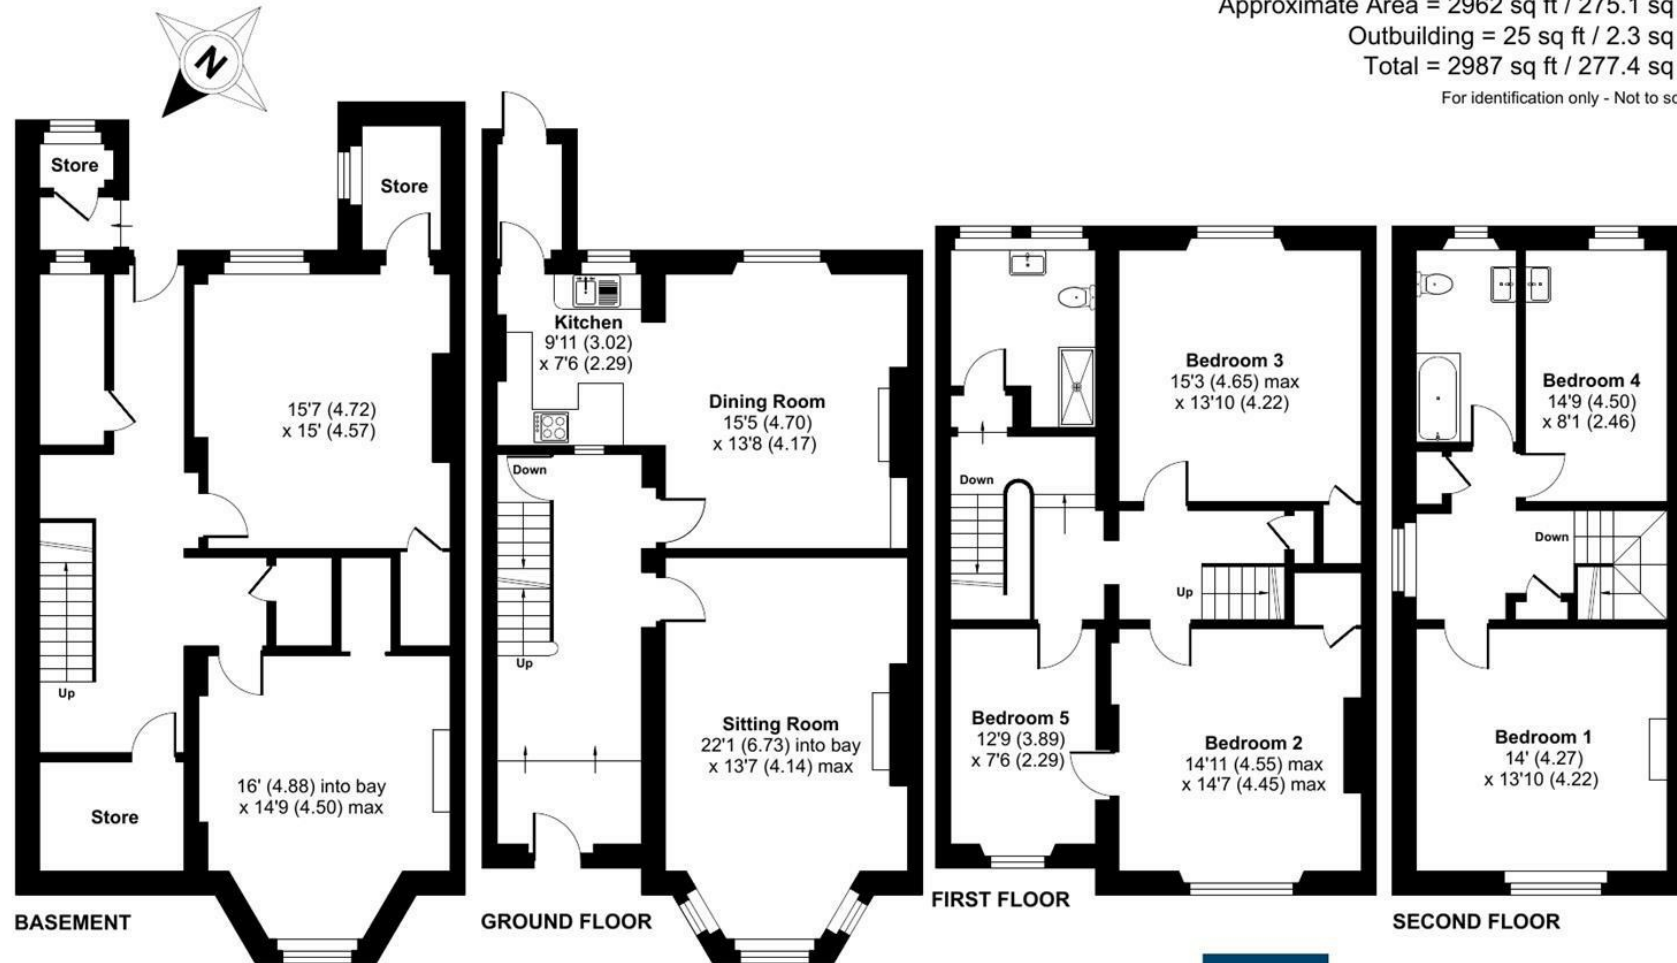 Approximate Area = 2962 sq ft / 275.1 sq
Outbuilding = 25 sq ft / 2.3 sq
Total = 2987 sq ft / 277.4 sq
For identification only - Not to sc
N
Store
Store
15'7 (4.72)
x 15' (4.57)
Up
16' (4.88) into bay
x 14'9 (4.50) max
Store
BASEMENT
Kitchen
9'11 (3.02)
x 7'6 (2.29)
Dining Room
15'5 (4.70)
x 13'8 (4.17)
Down
Up
Sitting Room
22'1 (6.73) into bay
x 13'7 (4.14) max
GROUND FLOOR
Bedroom 3
15'3 (4.65) max
x 13'10 (4.22)
Down
Up
Bedroom 5
12'9 (3.89)
x 7'6 (2.29)
Bedroom 2
14'11 (4.55) max
x 14'7 (4.45) max
FIRST FLOOR
Bedroom 4
14'9 (4.50)
x 8'1 (2.46)
Down
Bedroom 1
14' (4.27)
x 13'10 (4.22)
SECOND FLOOR